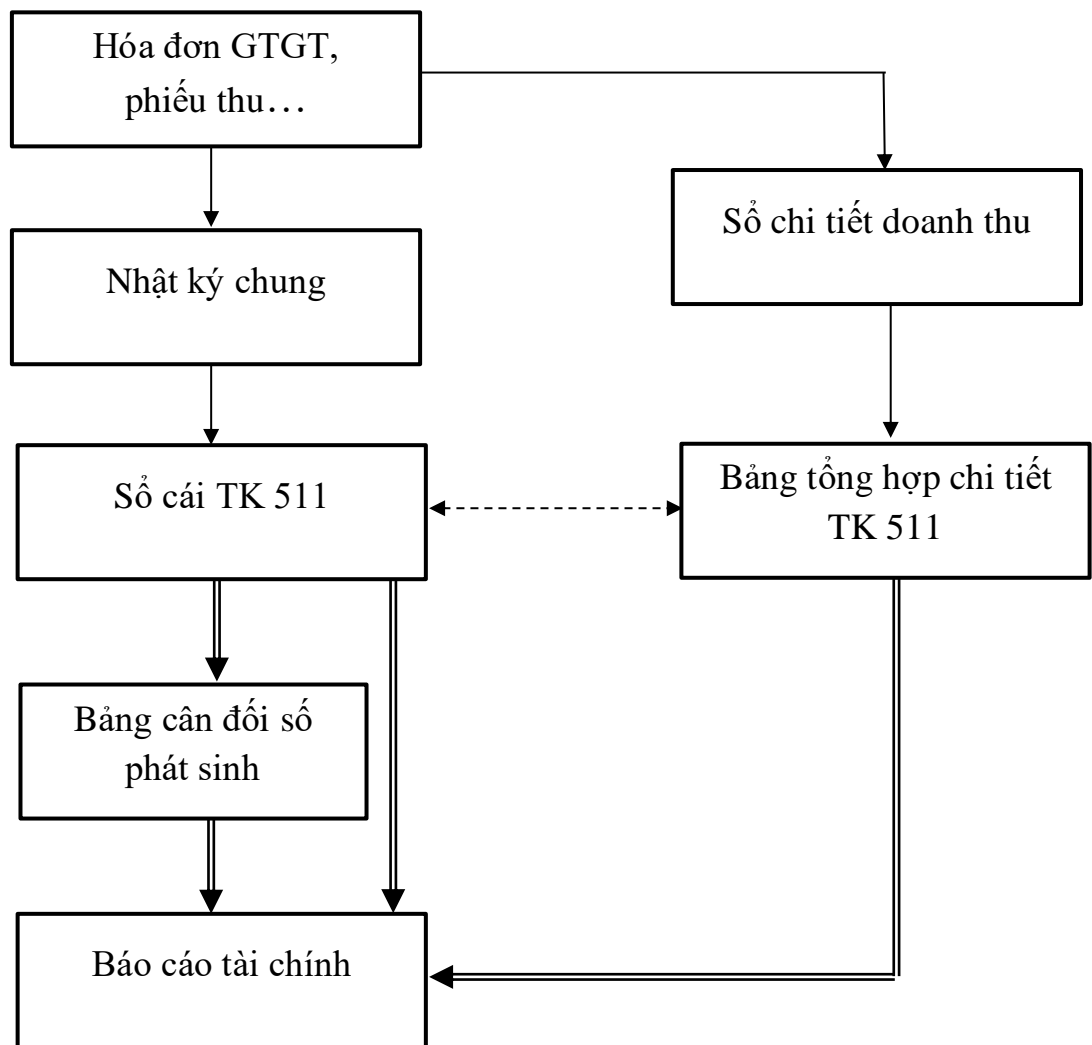 Hóa đơn GTGT,
phiếu thu…
Sổ chi tiết doanh thu
Nhật ký chung
Sổ cái TK 511
Bảng tổng hợp chi tiết
TK 511
Bảng cân đối số
phát sinh
Báo cáo tài chính